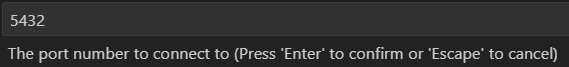 5432
The port number to connect to (Press 'Enter' to confirm or 'Escape' to cancel)